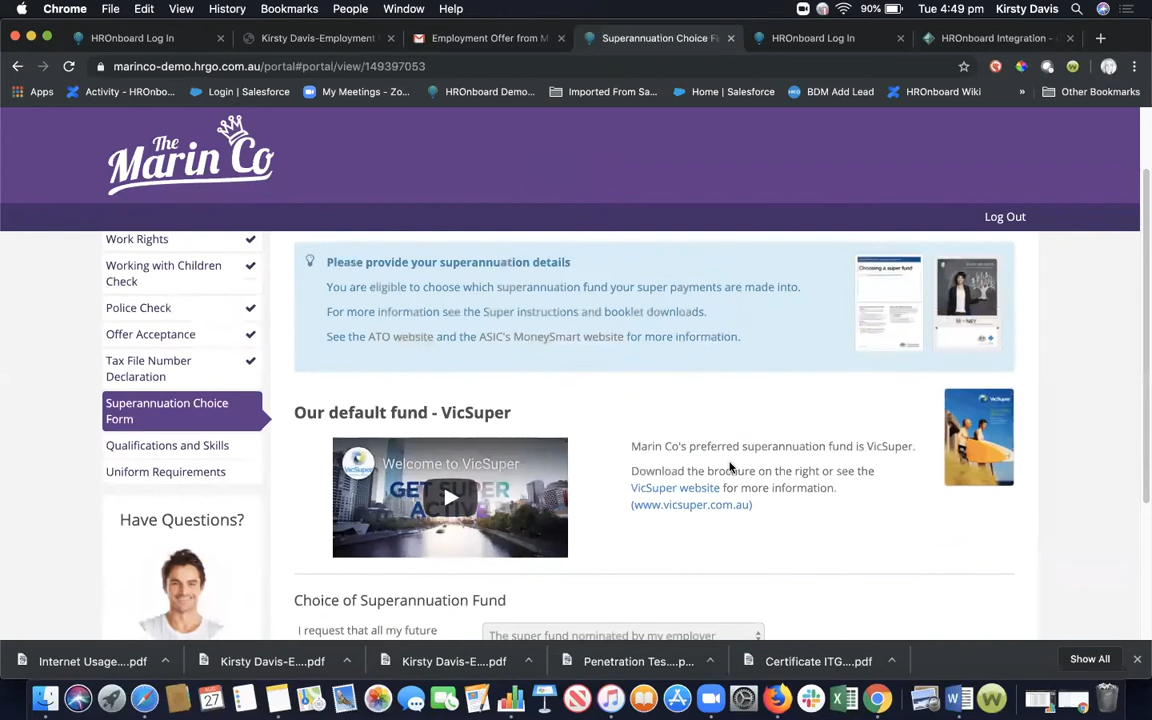 Chrome File Edit View History Bookmarks People Window Help 90% Tue 4:49 pm Kirsty Davis
HROnboard Log In
Kirsty Davis-Employment
Employment Offer from M
Superannuation Choice F
HROnboard Log In
HROnboard Integration -
marinco-demo.hrgo.com.au/portal#portal/view/149397053
Apps Activity - HROnbo... Login | Salesforce My Meetings - Zo... HROnboard Demo... Imported From Sa... Home | Salesforce BDM Add Lead HROnboard Wiki » Other Bookmarks
The
Marin Co
Log Out
Work Rights
Working with Children
Check
Police Check
Offer Acceptance
Tax File Number
Declaration
Superannuation Choice
Form
Qualifications and Skills
Uniform Requirements
Have Questions?
Please provide your superannuation details
You are eligible to choose which superannuation fund your super payments are made into.
For more information see the Super instructions and booklet downloads.
See the ATO website and the ASIC's MoneySmart website for more information.
Choosing a super fund
Our default fund - VicSuper
VicSuper
Welcome to VicSuper
GET SUPER
ACTIVE
Marin Co's preferred superannuation fund is VicSuper.
Download the brochure on the right or see the
VicSuper website for more information.
(www.vicsuper.com.au)
VicSuper
Choice of Superannuation Fund
I request that all my future
The super fund nominated by my employer
Internet Usage....pdf
Kirsty Davis-E....pdf
Kirsty Davis-E....pdf
Penetration Tes....p...
Certificate ITG....pdf
Show All
27